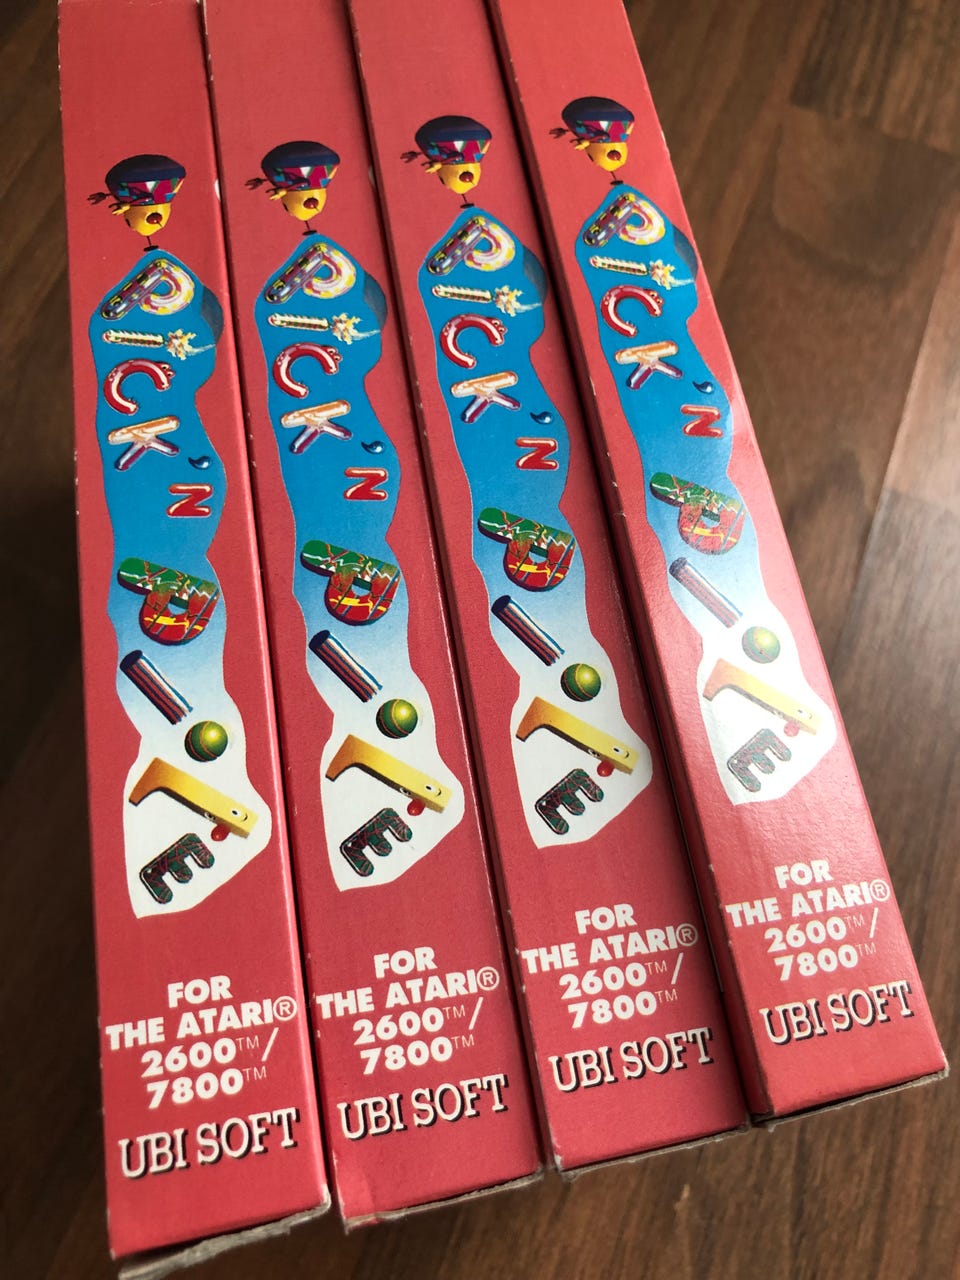 Pick 'N Pile
FOR
THE ATARI®
2600™/
7800™
UBI SOFT
Pick 'N Pile
FOR
THE ATARI®
2600™/
7800™
UBI SOFT
Pick 'N Pile
FOR
THE ATARI®
2600™/
7800™
UBI SOFT
Pick 'N Pile
FOR
THE ATARI®
2600™/
7800™
UBI SOFT